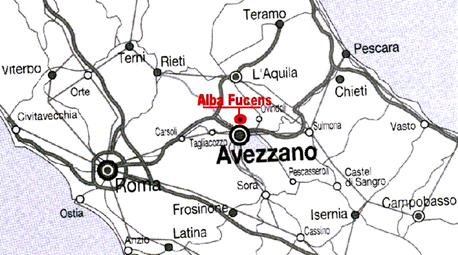 Teramo
Pescara
Terni
Rieti
Viterbo
Orte
L'Aquila
Chieti
Alba Fucens
Ovindoli
Civitavecchia
Carsoli
Tagliacozzo
Sulmona
Vasto
Avezzano
Pescasseroli
Roma
Castel
di Sangro
Sora
Campobasso
Ostia
Frosinone
Isernia
Anzio
Latina
Cassino